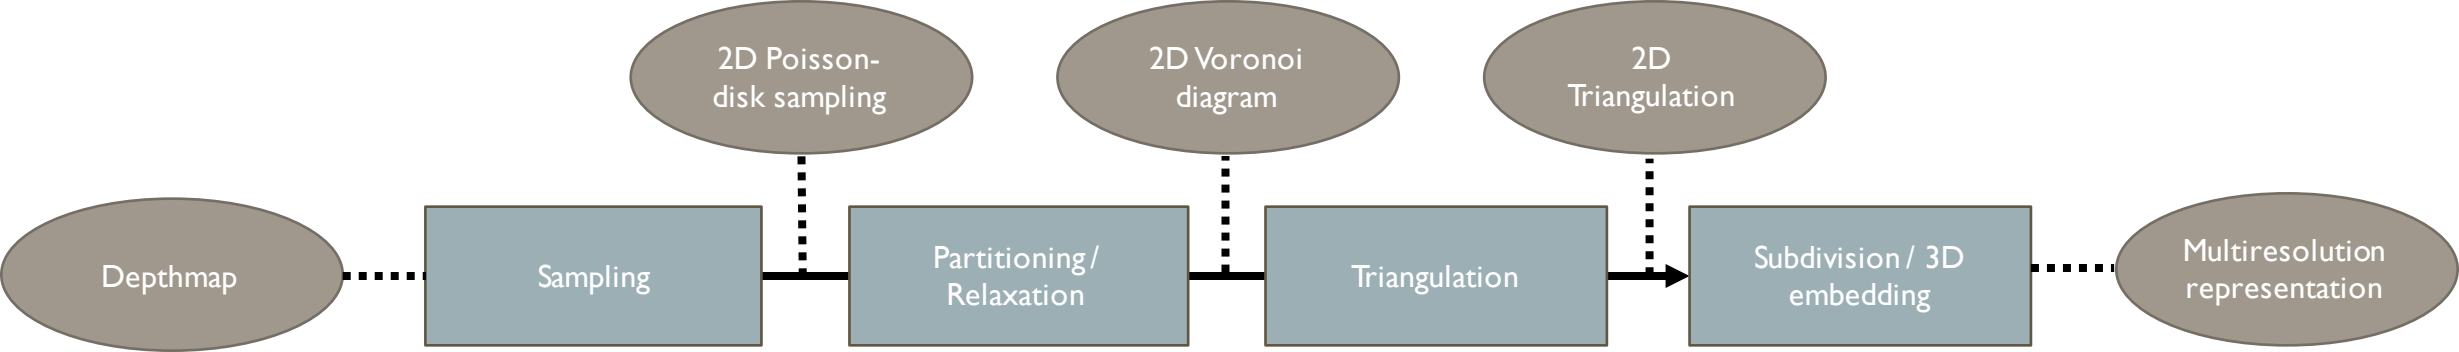 2D Poisson-
disk sampling
2D Voronoi
diagram
2D
Triangulation
Depthmap
Sampling
Partitioning /
Relaxation
Triangulation
Subdivision / 3D
embedding
Multiresolution
representation